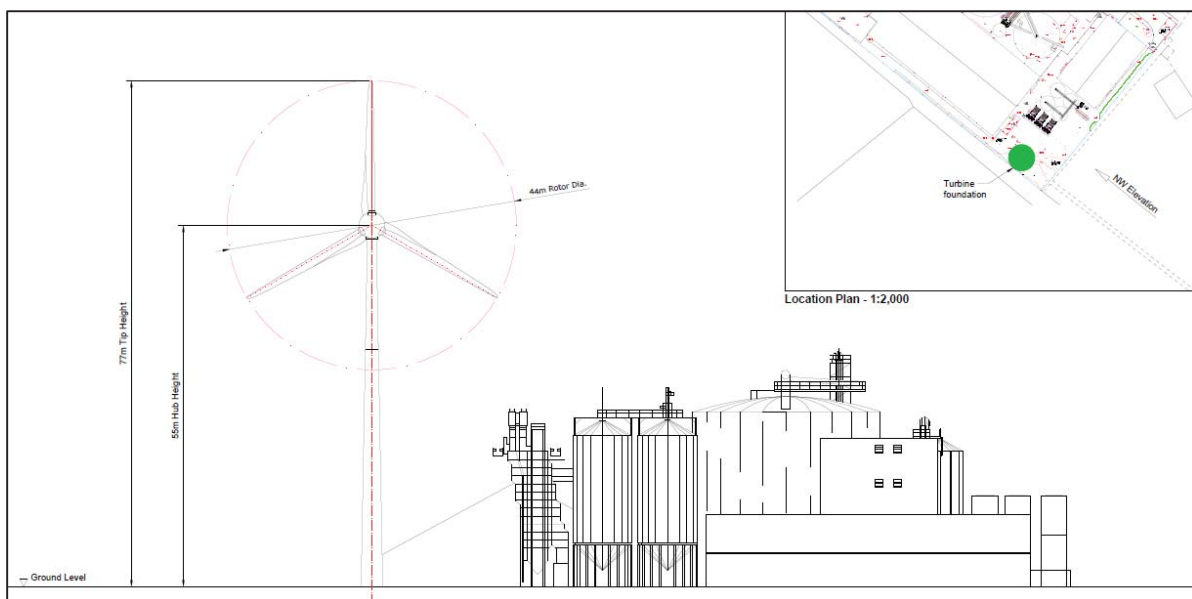 44m Rotor Dia.
77m Tip Height
55m Hub Height
Ground Level
Turbine
foundation
NW Elevation
Location Plan - 1:2,000